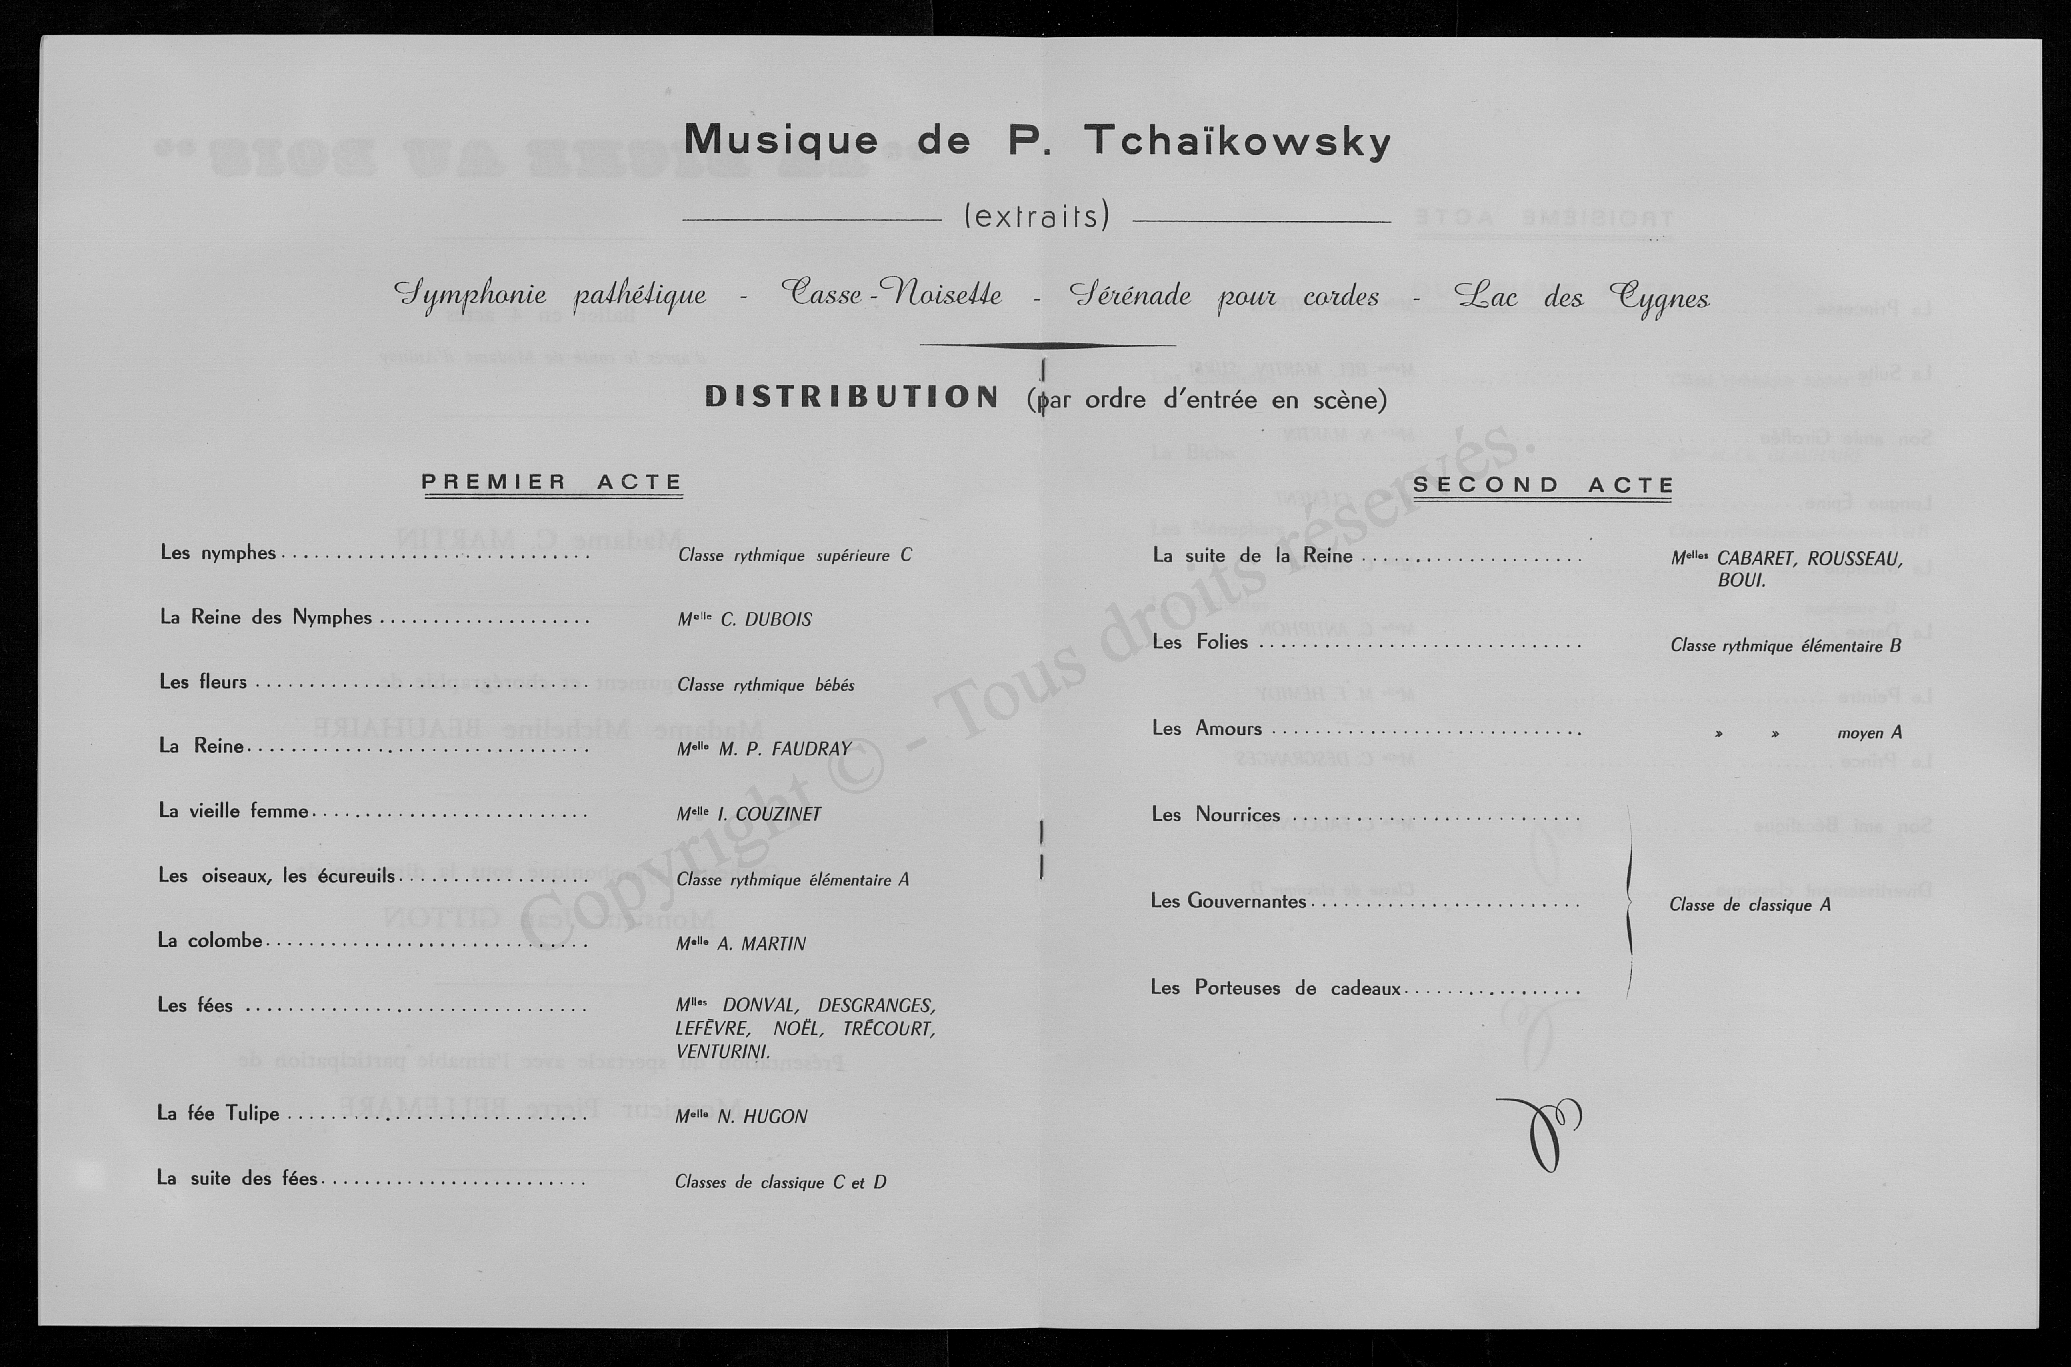 Musique de P. Tchaïkowsky
(extraits)
Symphonie pathétique - Casse-Noisette - Sérénade pour cordes - Lac des Cygnes
DISTRIBUTION (par ordre d'entrée en scène)
PREMIER ACTE
Les nymphes .............................. Classe rythmique supérieure C
La Reine des Nymphes .................... Melle C. DUBOIS
Les fleurs ............................... Classe rythmique bébés
La Reine ................................ Melle M. P. FAUDRAY
La vieille femme .......................... Melle I. COUZINET
Les oiseaux, les écureuils .................. Classe rythmique élémentaire A
La colombe .............................. Melle A. MARTIN
Les fées ................................ Mlles DONVAL, DESGRANGES,
LEFÈVRE, NOËL, TRÉCOURT,
VENTURINI.
La fée Tulipe ............................ Melle N. HUGON
La suite des fées ......................... Classes de classique C et D
SECOND ACTE
La suite de la Reine ..................... Melles CABARET, ROUSSEAU,
BOUI.
Les Folies .............................. Classe rythmique élémentaire B
Les Amours ............................. » » moyen A
Les Nourrices ...........................
Les Gouvernantes ......................... Classe de classique A
Les Porteuses de cadeaux .................
Copyright © - Tous droits réservés.